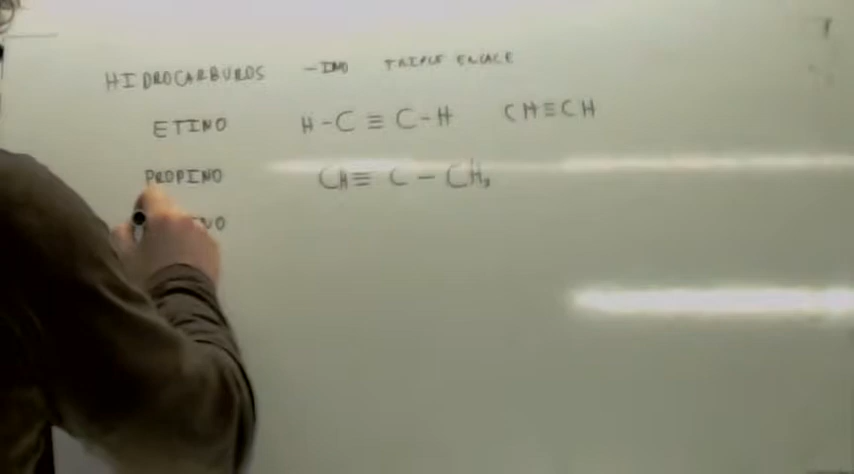 HIDROCARBUROS -INO TRIPLE ENLACE
ETINO H-C≡C-H CH≡CH
PROPINO CH≡C-CH₃